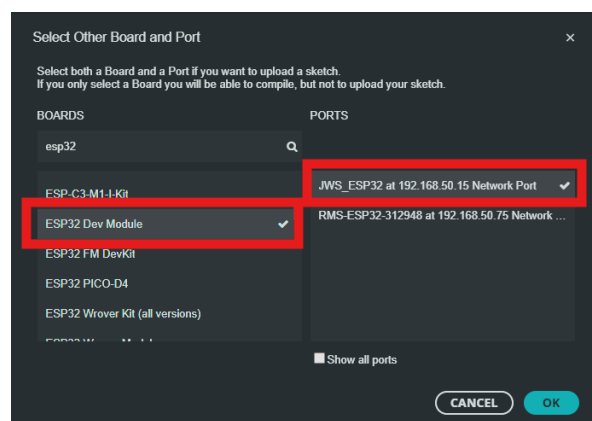 Select Other Board and Port
Select both a Board and a Port if you want to upload a sketch.
If you only select a Board you will be able to compile, but not to upload your sketch.
BOARDS
PORTS
esp32
ESP-C3-M1-I-Kit
ESP32 Dev Module
ESP32 FM DevKit
ESP32 PICO-D4
ESP32 Wrover Kit (all versions)
JWS_ESP32 at 192.168.50.15 Network Port
RMS-ESP32-312948 at 192.168.50.75 Network ...
Show all ports
CANCEL
OK